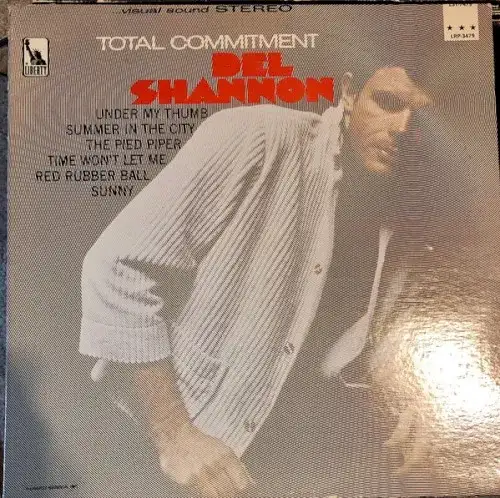 ...visual sound STEREO
LIBERTY
TOTAL COMMITMENT
DEL
SHANNON
★ ★ ★
LRP-3479
UNDER MY THUMB
SUMMER IN THE CITY
THE PIED PIPER
TIME WON'T LET ME
RED RUBBER BALL
SUNNY